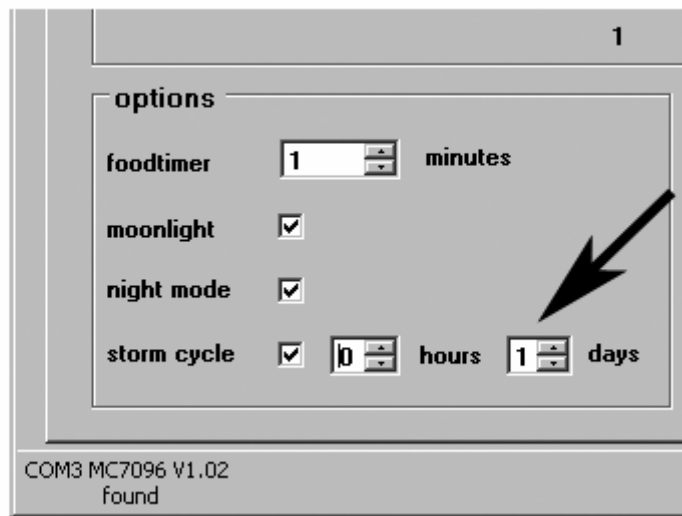 1
options
foodtimer 1 minutes
moonlight
night mode
storm cycle 0 hours 1 days
COM3 MC7096 V1.02
found